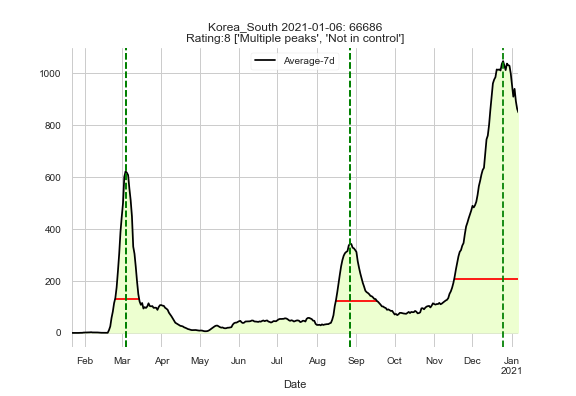 Korea_South 2021-01-06: 66686
Rating:8 ['Multiple peaks', 'Not in control']
Average-7d
1000
800
600
400
200
0
Feb Mar Apr May Jun Jul Aug Sep Oct Nov Dec Jan
2021
Date